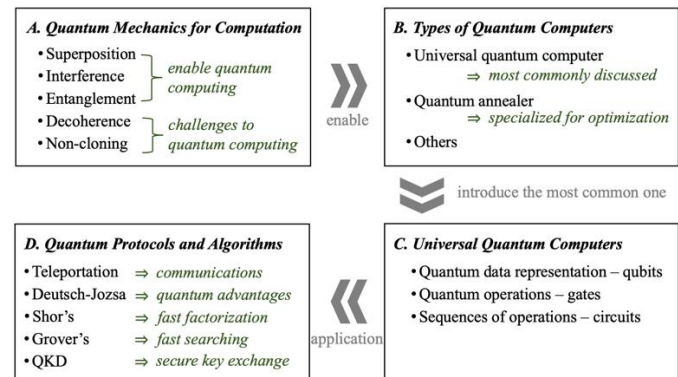 A. Quantum Mechanics for Computation
• Superposition
• Interference
• Entanglement
enable quantum
computing
• Decoherence
• Non-cloning
challenges to
quantum computing
enable
B. Types of Quantum Computers
• Universal quantum computer
⇒ most commonly discussed
• Quantum annealer
⇒ specialized for optimization
• Others
introduce the most common one
C. Universal Quantum Computers
• Quantum data representation – qubits
• Quantum operations – gates
• Sequences of operations – circuits
application
D. Quantum Protocols and Algorithms
• Teleportation ⇒ communications
• Deutsch-Jozsa ⇒ quantum advantages
• Shor’s ⇒ fast factorization
• Grover’s ⇒ fast searching
• QKD ⇒ secure key exchange